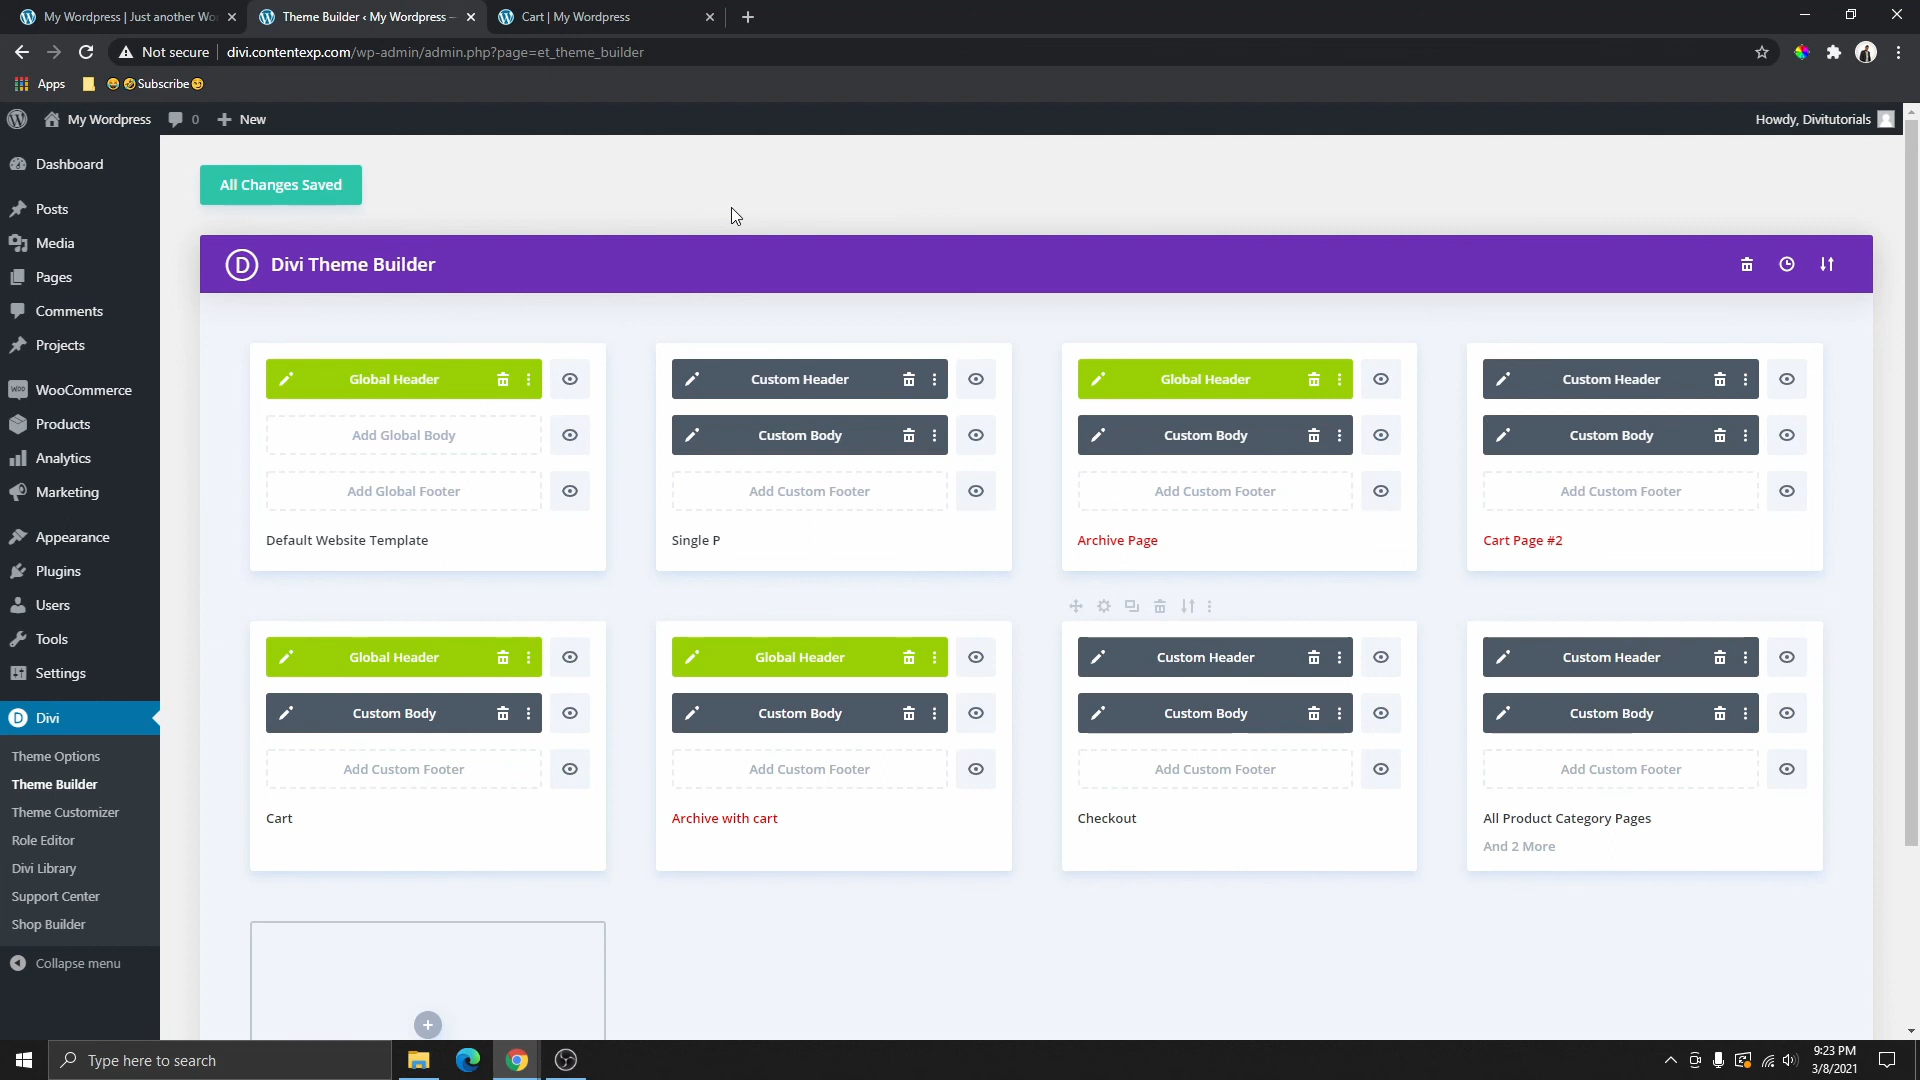 My Wordpress | Just another Wo
Theme Builder ‹ My Wordpress —
Cart | My Wordpress
Not secure
divi.contentexp.com/wp-admin/admin.php?page=et_theme_builder
Apps
😄 🤣Subscribe😏
My Wordpress
0
New
Howdy, Divitutorials
Dashboard
Posts
Media
Pages
Comments
Projects
WooCommerce
Products
Analytics
Marketing
Appearance
Plugins
Users
Tools
Settings
Divi
Theme Options
Theme Builder
Theme Customizer
Role Editor
Divi Library
Support Center
Shop Builder
Collapse menu
All Changes Saved
D Divi Theme Builder
Global Header
Add Global Body
Add Global Footer
Default Website Template
Custom Header
Custom Body
Add Custom Footer
Single P
Global Header
Custom Body
Add Custom Footer
Archive Page
Custom Header
Custom Body
Add Custom Footer
Cart Page #2
Global Header
Custom Body
Add Custom Footer
Cart
Global Header
Custom Body
Add Custom Footer
Archive with cart
Custom Header
Custom Body
Add Custom Footer
Checkout
Custom Header
Custom Body
Add Custom Footer
All Product Category Pages
And 2 More
Type here to search
9:23 PM
3/8/2021